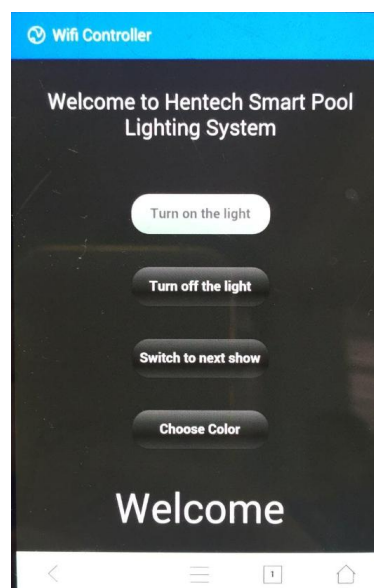 Wifi Controller
Welcome to Hentech Smart Pool
Lighting System
Turn on the light
Turn off the light
Switch to next show
Choose Color
Welcome
1